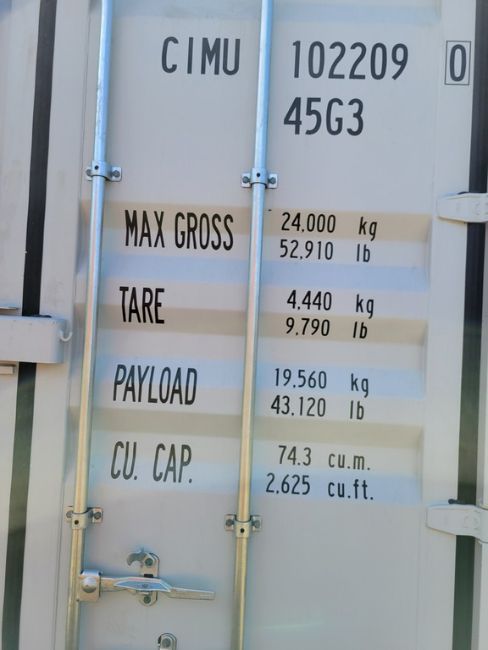 CIMU 102209 0
45G3
MAX GROSS 24,000 kg
52,910 lb
TARE 4,440 kg
9,790 lb
PAYLOAD 19,560 kg
43,120 lb
CU. CAP. 74.3 cu.m.
2,625 cu.ft.